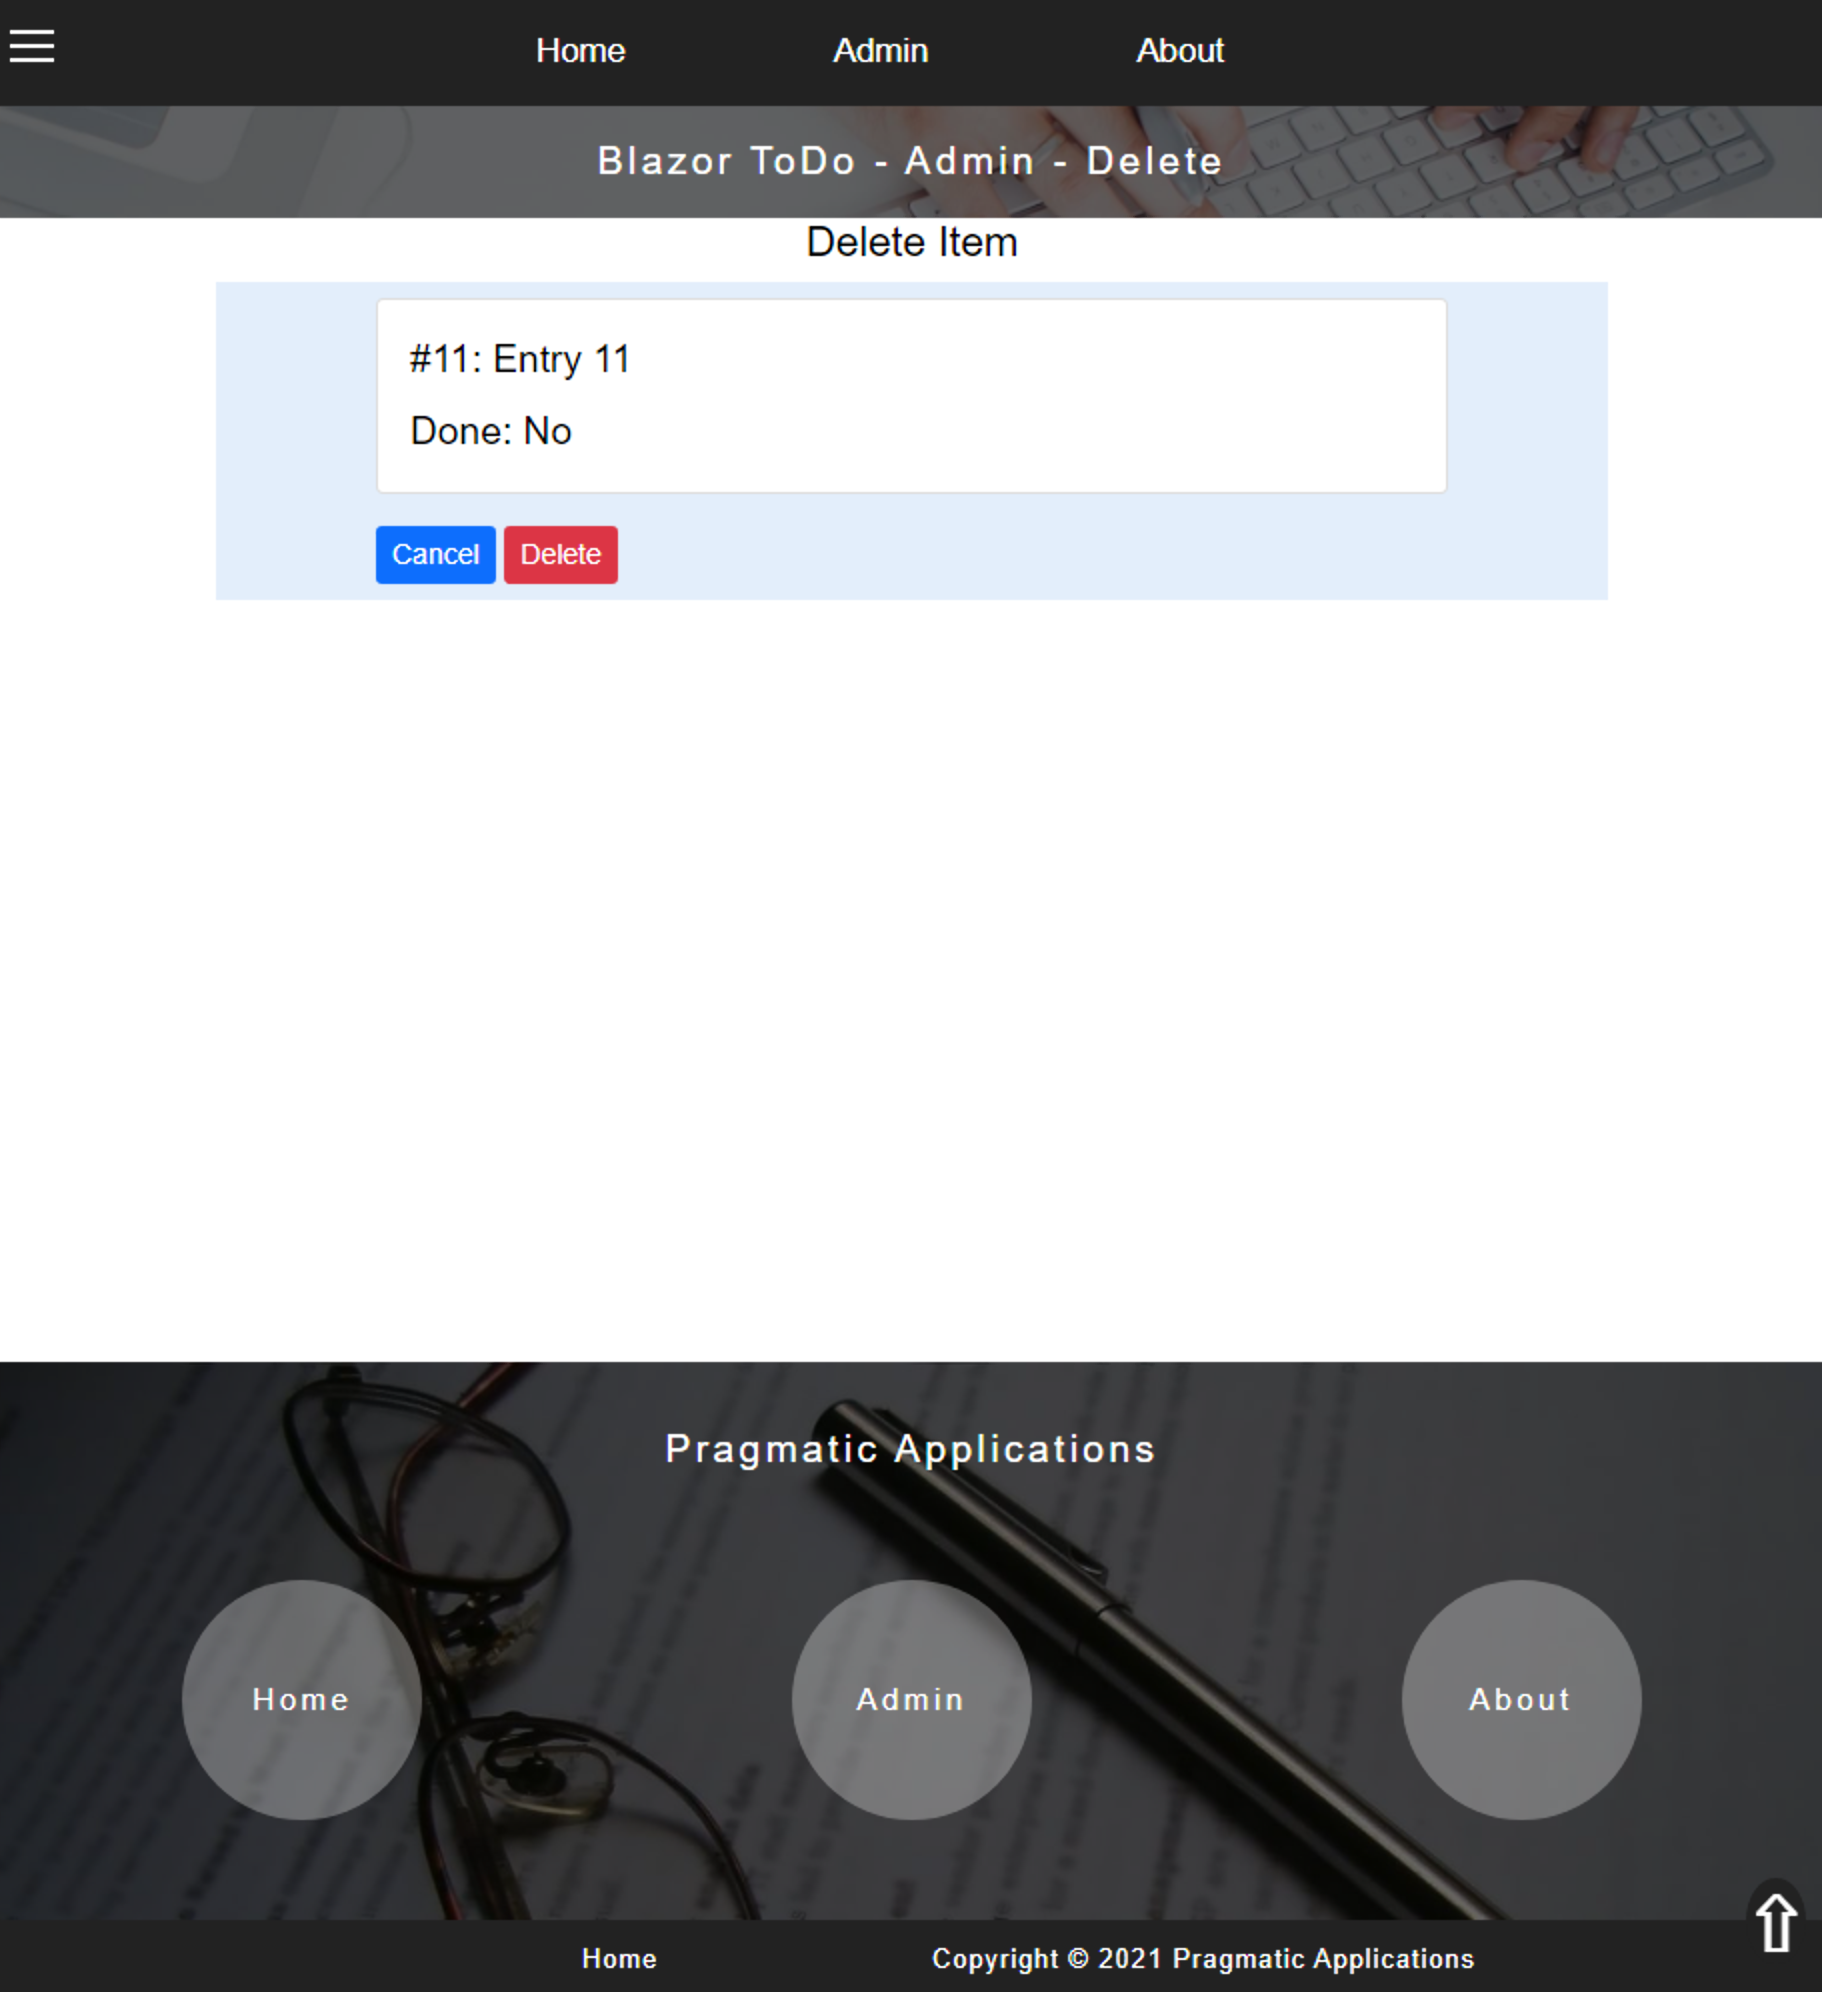 Home Admin About
Blazor ToDo - Admin - Delete
Delete Item
#11: Entry 11
Done: No
Cancel Delete
Pragmatic Applications
Home Admin About
Home Copyright © 2021 Pragmatic Applications